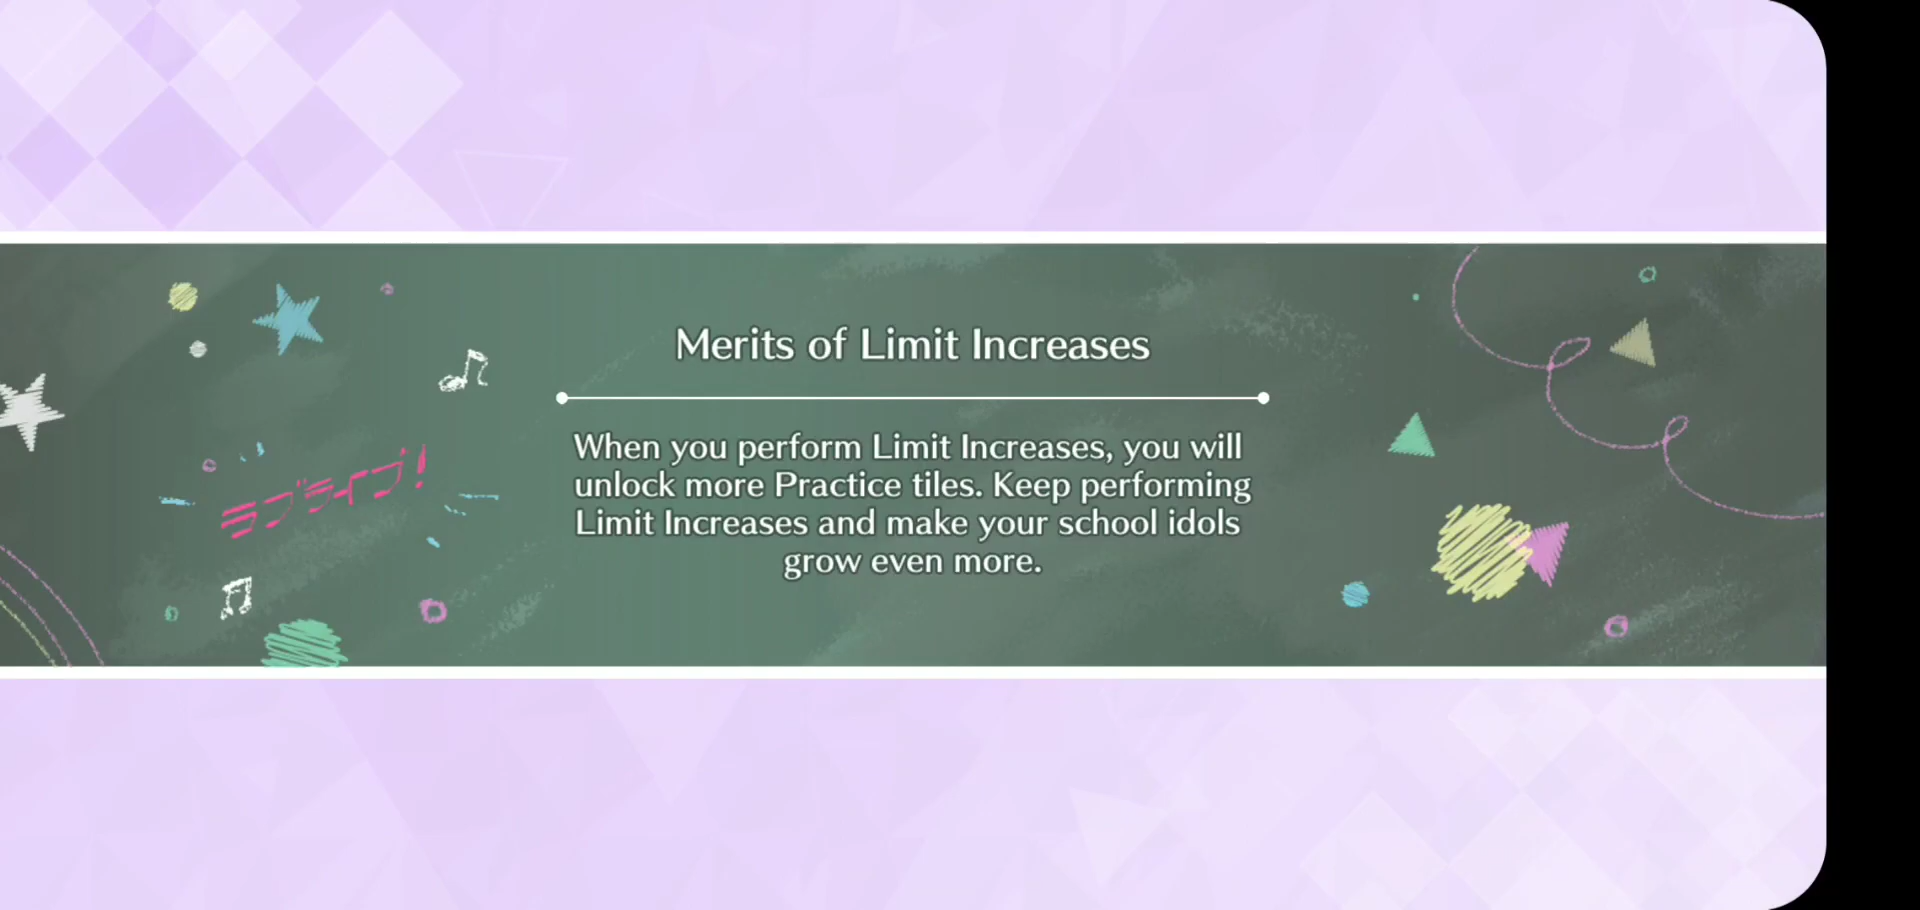 Merits of Limit Increases
ラブライブ!
When you perform Limit Increases, you will
unlock more Practice tiles. Keep performing
Limit Increases and make your school idols
grow even more.